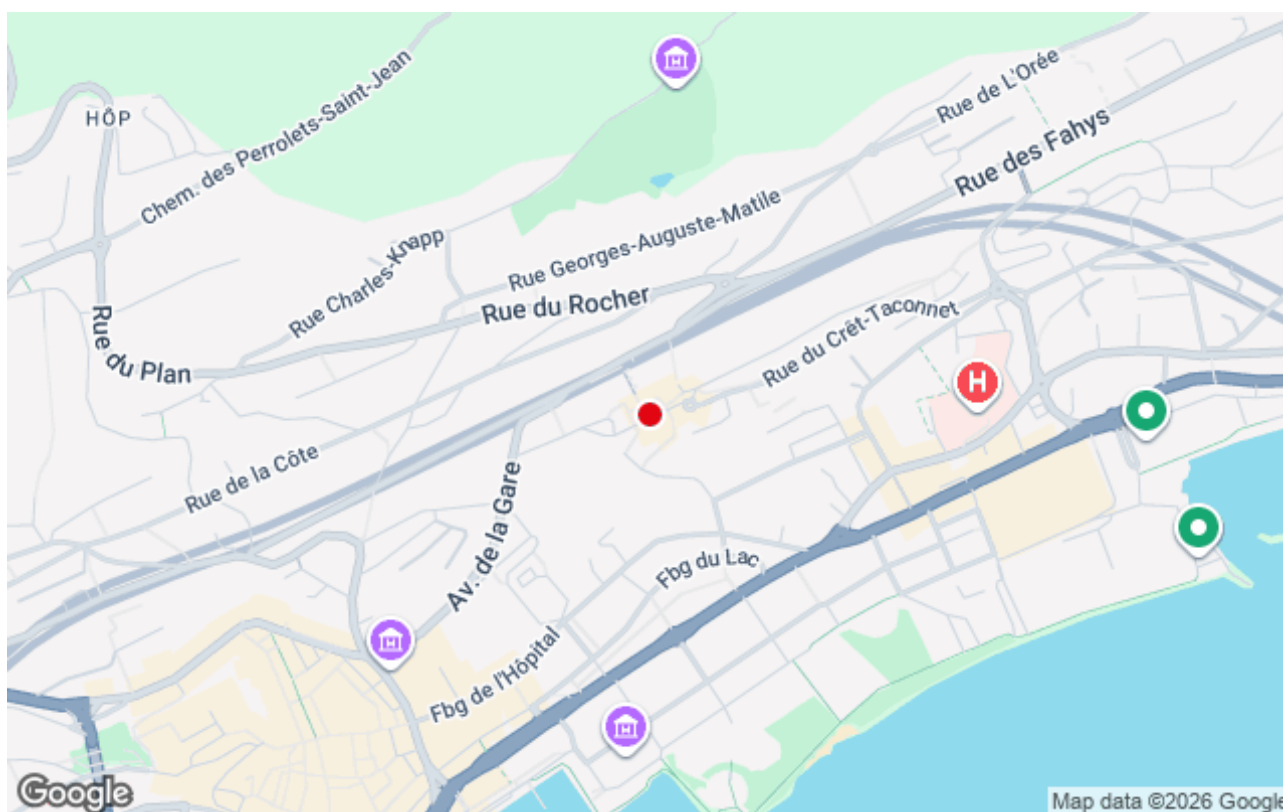 HÔP
Chem. des Perrolets-Saint-Jean
Rue de L'Orée
Rue des Fahys
Rue Charles-Knapp
Rue Georges-Auguste-Matile
Rue du Rocher
Rue du Plan
Rue du Crêt-Taconnet
H
Rue de la Côte
Av. de la Gare
Fbg du Lac
Fbg de l'Hôpital
Google
Map data ©2026 Google